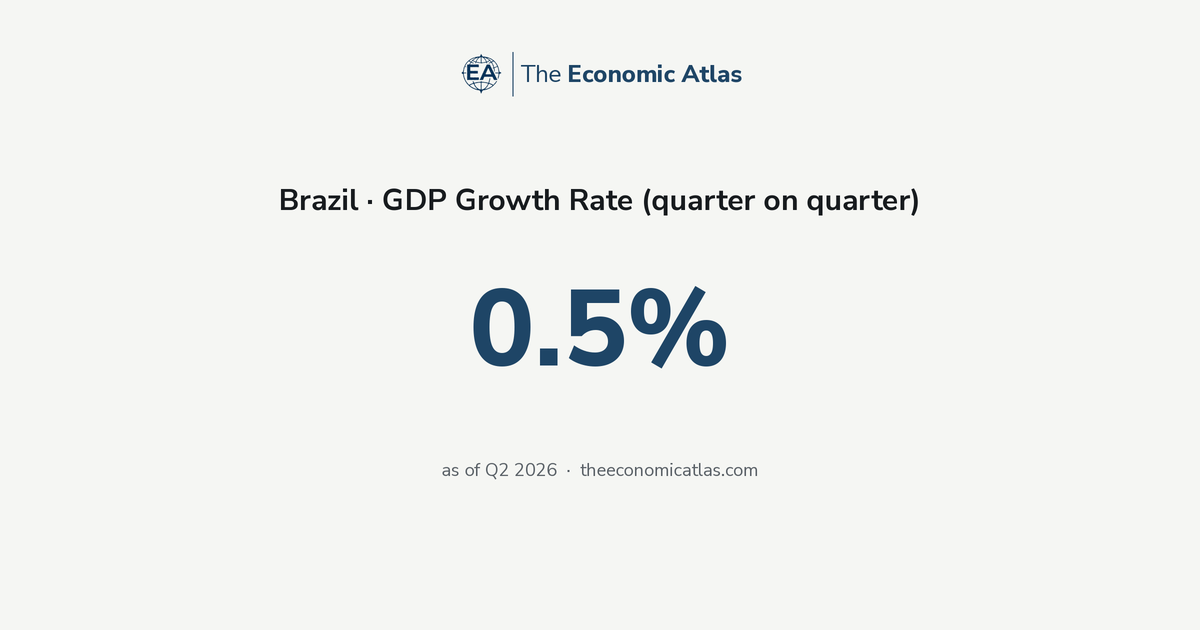 EA The Economic Atlas
Brazil · GDP Growth Rate (quarter on quarter)
0.5%
as of Q2 2026 · theeconomicatlas.com